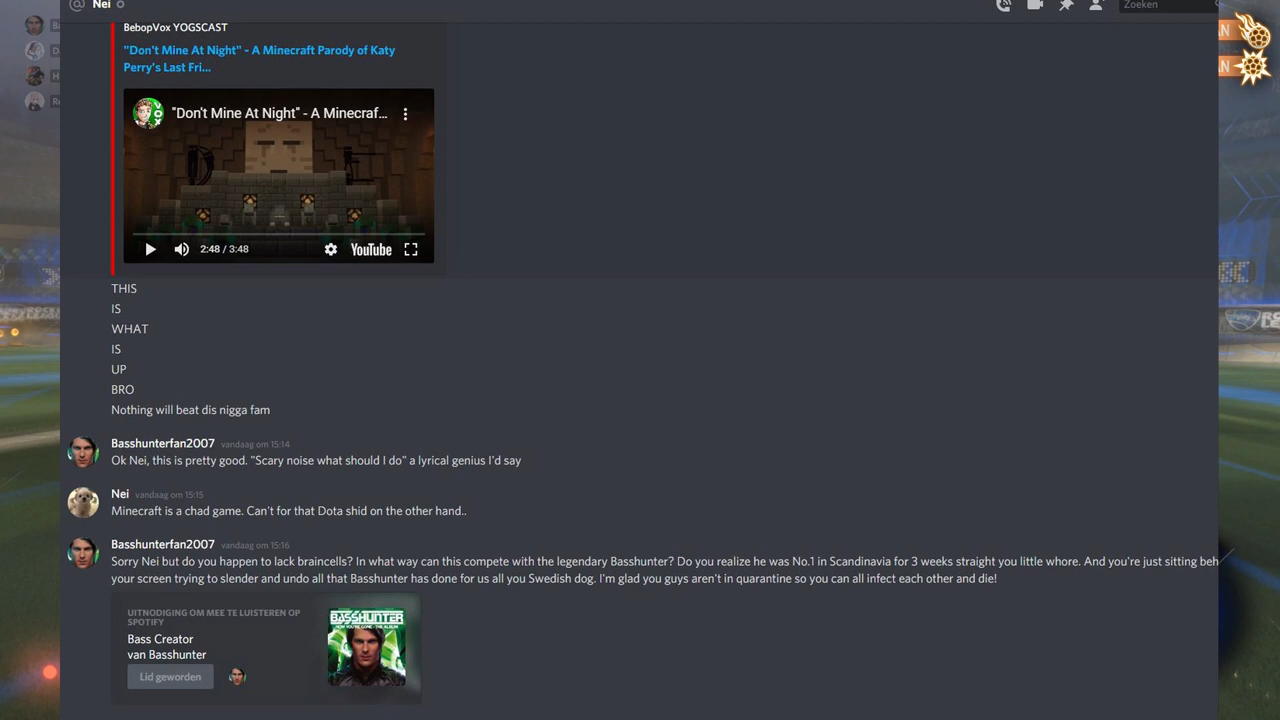 @ Nei
Zoeken
BebopVox YOGSCAST
"Don't Mine At Night" - A Minecraft Parody of Katy
Perry's Last Fri...
"Don't Mine At Night" - A Minecraf...
VOX
2:48 / 3:48
YouTube
THIS
IS
WHAT
IS
UP
BRO
Nothing will beat dis nigga fam
Basshunterfan2007 vandaag om 15:14
Ok Nei, this is pretty good. "Scary noise what should I do" a lyrical genius I'd say
Nei vandaag om 15:15
Minecraft is a chad game. Can't for that Dota shid on the other hand..
Basshunterfan2007 vandaag om 15:16
Sorry Nei but do you happen to lack braincells? In what way can this compete with the legendary Basshunter? Do you realize he was No.1 in Scandinavia for 3 weeks straight you little whore. And you're just sitting beh
your screen trying to slender and undo all that Basshunter has done for us all you Swedish dog. I'm glad you guys aren't in quarantine so you can all infect each other and die!
UITNODIGING OM MEE TE LUISTEREN OP
SPOTIFY
Bass Creator
van Basshunter
Lid geworden
BASSHUNTER
NOW YOU'RE GONE - THE ALBUM